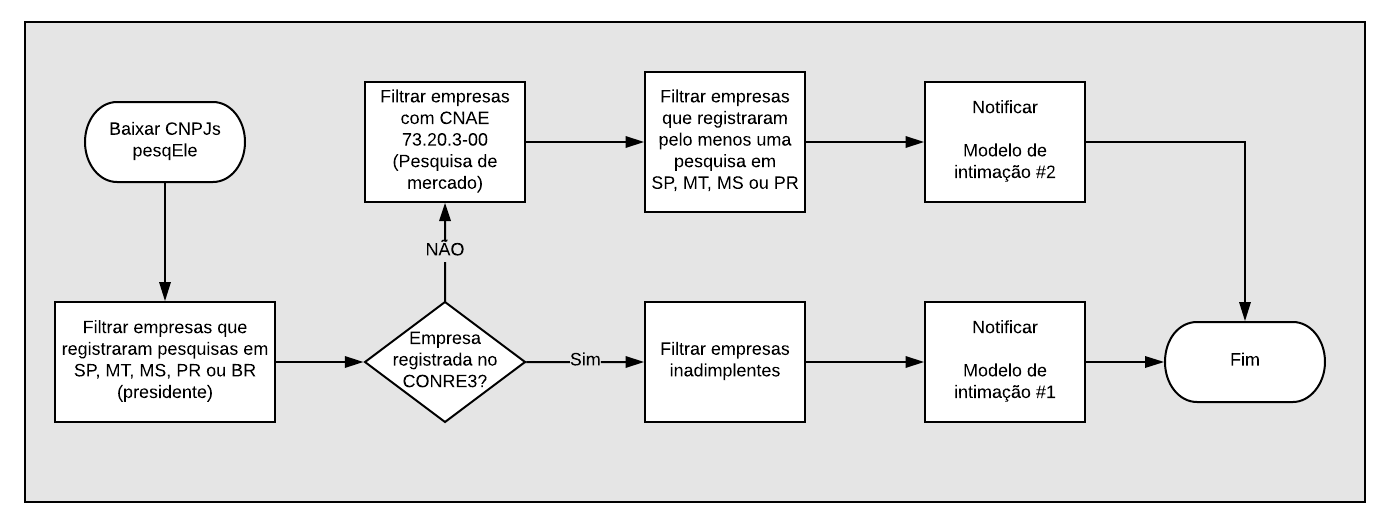 Baixar CNPJs
pesqEle
Filtrar empresas que
registraram pesquisas em
SP, MT, MS, PR ou BR
(presidente)
Empresa
registrada no
CONRE3?
NÃO
Filtrar empresas
com CNAE
73.20.3-00
(Pesquisa de
mercado)
Filtrar empresas
que registraram
pelo menos uma
pesquisa em
SP, MT, MS ou PR
Notificar
Modelo de
intimação #2
Sim
Filtrar empresas
inadimplentes
Notificar
Modelo de
intimação #1
Fim